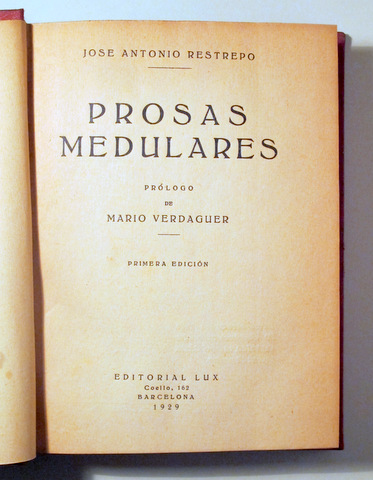 JOSE ANTONIO RESTREPO
PROSAS
MEDULARES
PRÓLOGO
DE
MARIO VERDAGUER
PRIMERA EDICIÓN
EDITORIAL LUX
Coello, 162
BARCELONA
1929